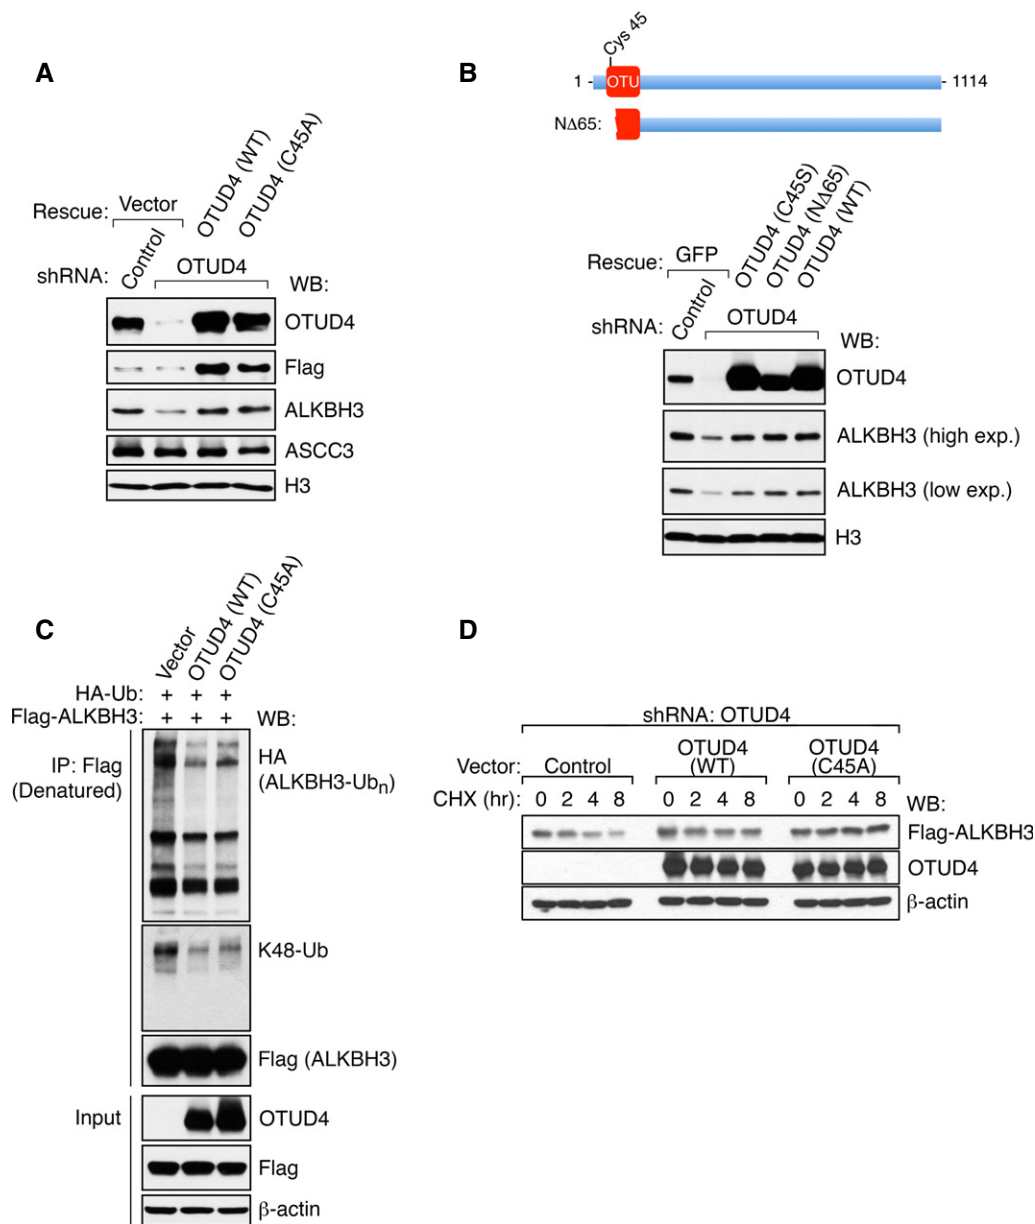 A
Rescue:
Vector
OTUD4 (WT)
OTUD4 (C45A)
shRNA:
Control
OTUD4
WB:
OTUD4
Flag
ALKBH3
ASCC3
H3
B
Cys 45
1 -
OTU
- 1114
NΔ65:
Rescue:
GFP
OTUD4 (C45S)
OTUD4 (NΔ65)
OTUD4 (WT)
shRNA:
Control
OTUD4
WB:
OTUD4
ALKBH3 (high exp.)
ALKBH3 (low exp.)
H3
C
Vector
OTUD4 (WT)
OTUD4 (C45A)
HA-Ub: + + +
Flag-ALKBH3: + + +
WB:
IP: Flag
(Denatured)
HA
(ALKBH3-Ubn)
K48-Ub
Flag (ALKBH3)
Input
OTUD4
Flag
β-actin
D
shRNA: OTUD4
Vector:
Control
OTUD4
(WT)
OTUD4
(C45A)
CHX (hr): 0 2 4 8 0 2 4 8 0 2 4 8
WB:
Flag-ALKBH3
OTUD4
β-actin